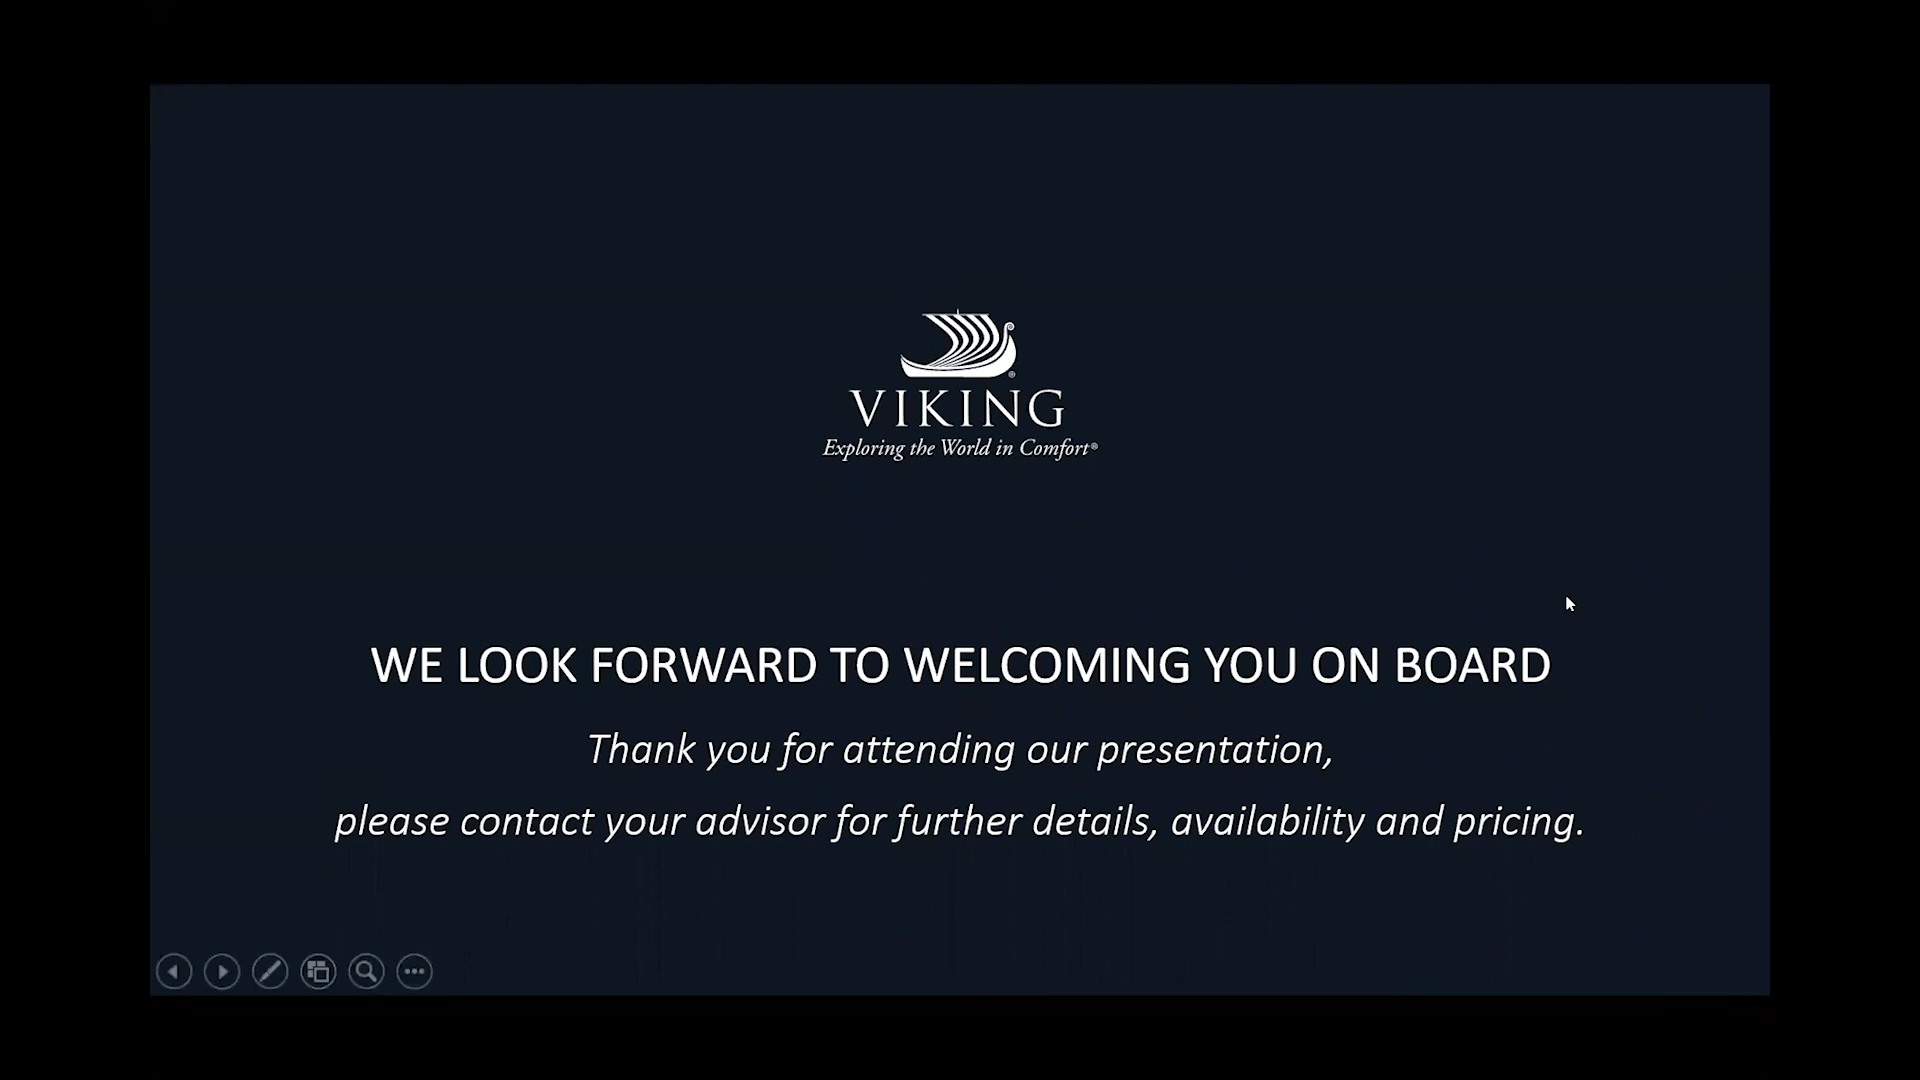 VIKING
Exploring the World in Comfort®
WE LOOK FORWARD TO WELCOMING YOU ON BOARD
Thank you for attending our presentation,
please contact your advisor for further details, availability and pricing.